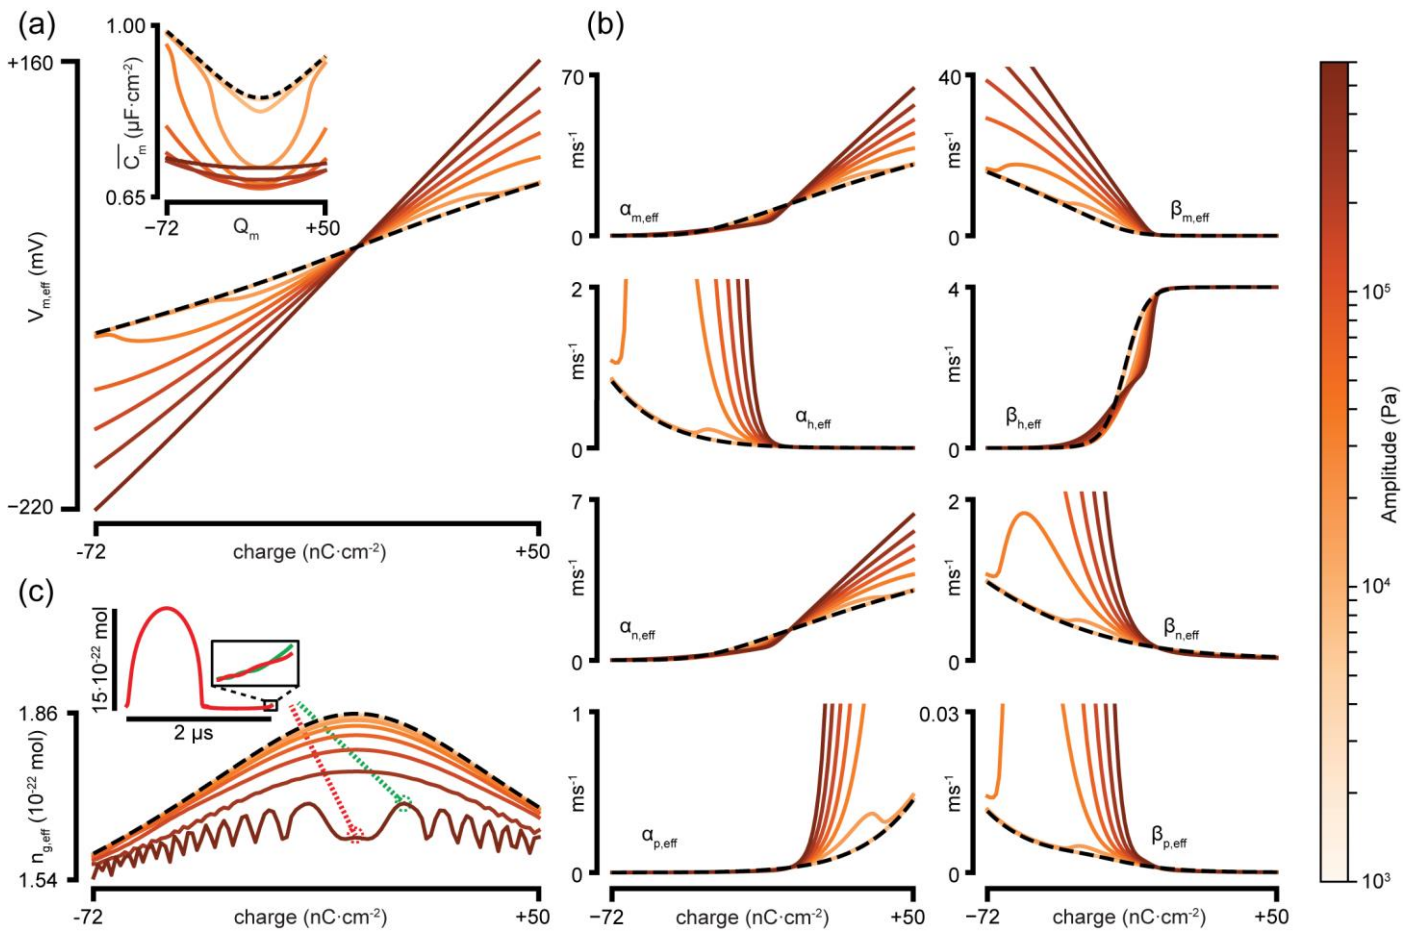 (a)
1.00
C̅m (µF·cm⁻²)
0.65
−72
Qm
+50
+160
Vm,eff (mV)
−220
-72
charge (nC·cm⁻²)
+50
(b)
70
ms⁻¹
0
αm,eff
40
ms⁻¹
0
βm,eff
2
ms⁻¹
0
αh,eff
4
ms⁻¹
0
βh,eff
7
ms⁻¹
0
αn,eff
2
ms⁻¹
0
βn,eff
1
ms⁻¹
0
αp,eff
−72
charge (nC·cm⁻²)
+50
0.03
ms⁻¹
0
βp,eff
−72
charge (nC·cm⁻²)
+50
10⁵
Amplitude (Pa)
10⁴
10³
(c)
15·10⁻²² mol
2 µs
1.86
ng,eff (10⁻²² mol)
1.54
-72
charge (nC·cm⁻²)
+50